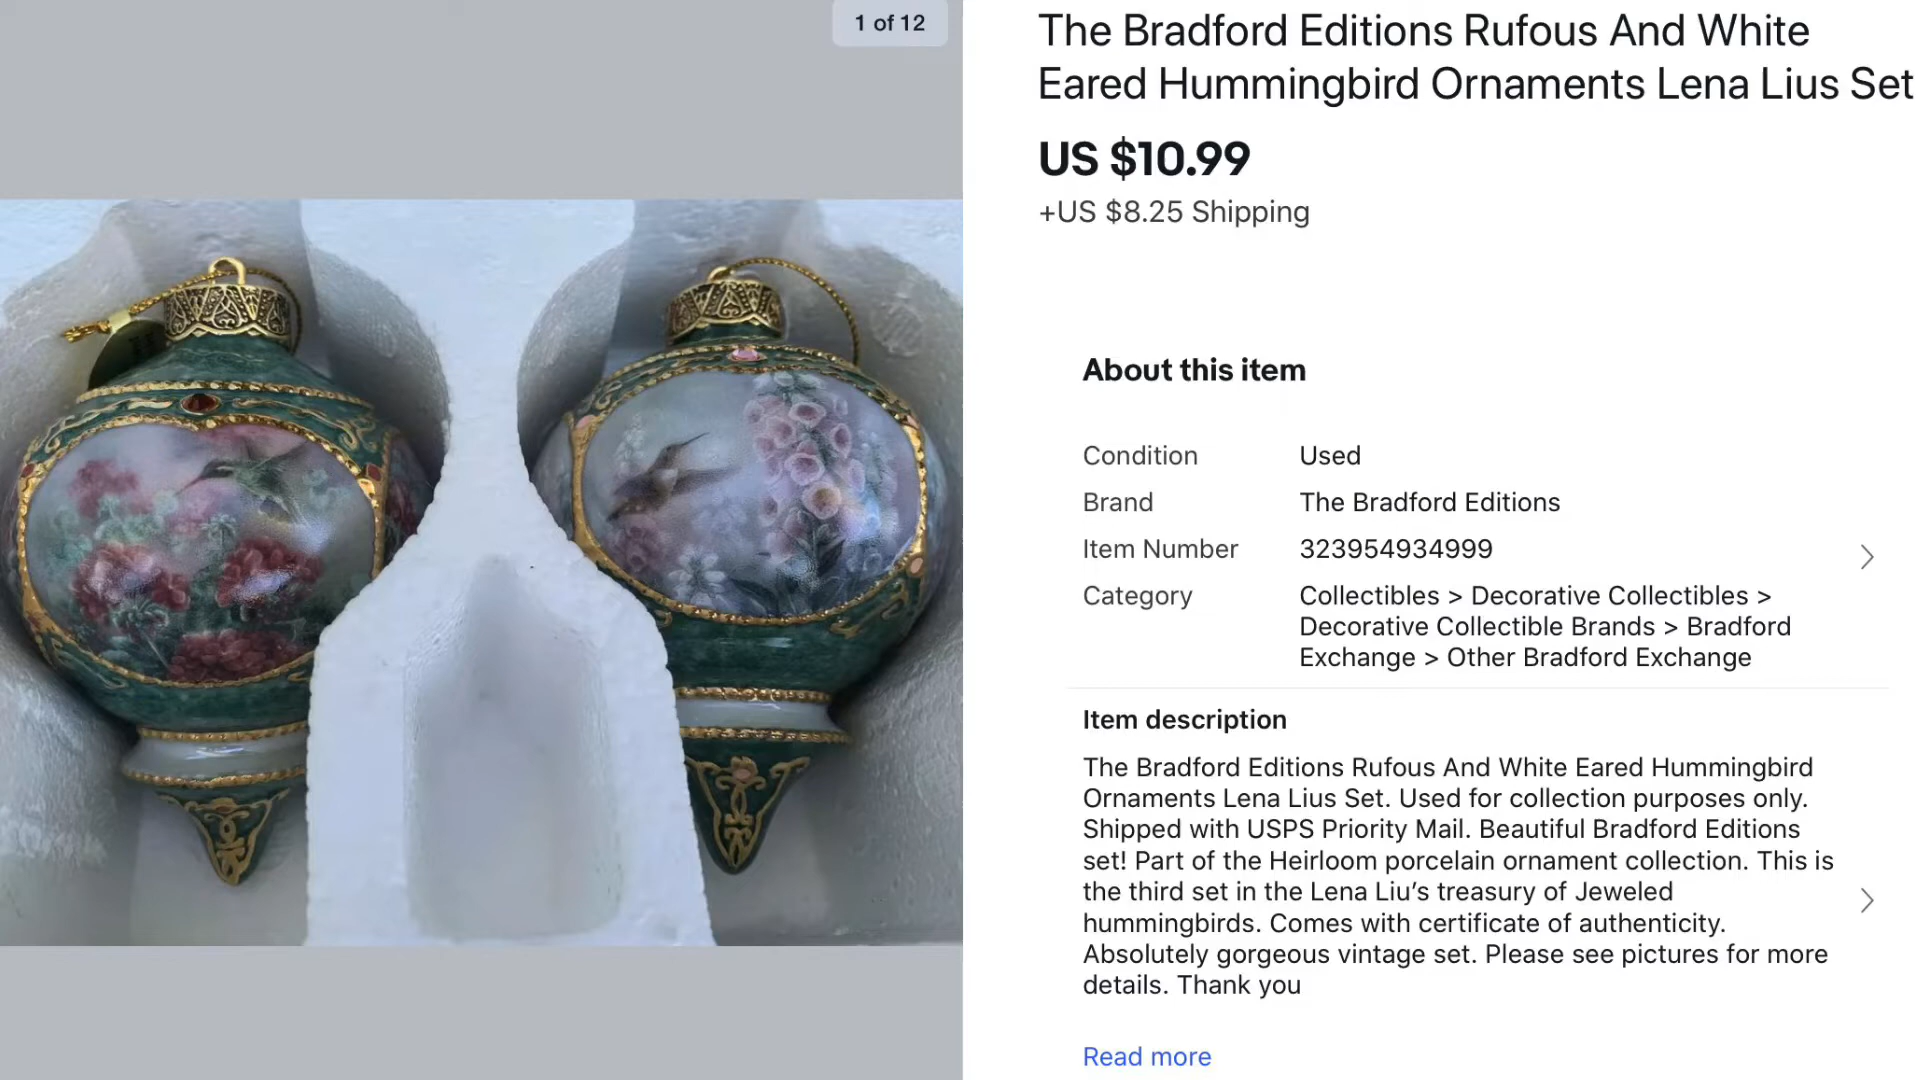 1 of 12
The Bradford Editions Rufous And White
Eared Hummingbird Ornaments Lena Lius Set
US $10.99
+US $8.25 Shipping
About this item
Condition Used
Brand The Bradford Editions
Item Number 323954934999
Category Collectibles > Decorative Collectibles >
Decorative Collectible Brands > Bradford
Exchange > Other Bradford Exchange
Item description
The Bradford Editions Rufous And White Eared Hummingbird
Ornaments Lena Lius Set. Used for collection purposes only.
Shipped with USPS Priority Mail. Beautiful Bradford Editions
set! Part of the Heirloom porcelain ornament collection. This is
the third set in the Lena Liu’s treasury of Jeweled
hummingbirds. Comes with certificate of authenticity.
Absolutely gorgeous vintage set. Please see pictures for more
details. Thank you
Read more